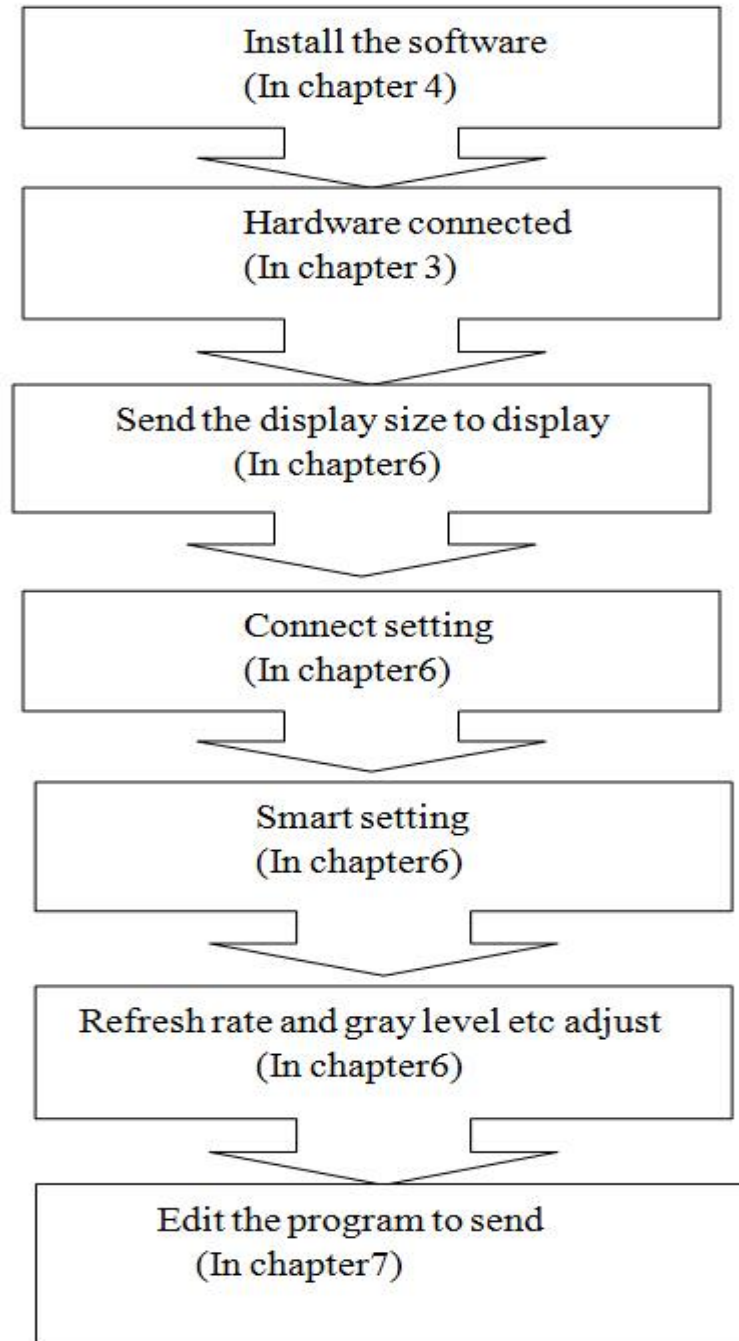 Install the software
(In chapter 4)
Hardware connected
(In chapter 3)
Send the display size to display
(In chapter6)
Connect setting
(In chapter6)
Smart setting
(In chapter6)
Refresh rate and gray level etc adjust
(In chapter6)
Edit the program to send
(In chapter7)